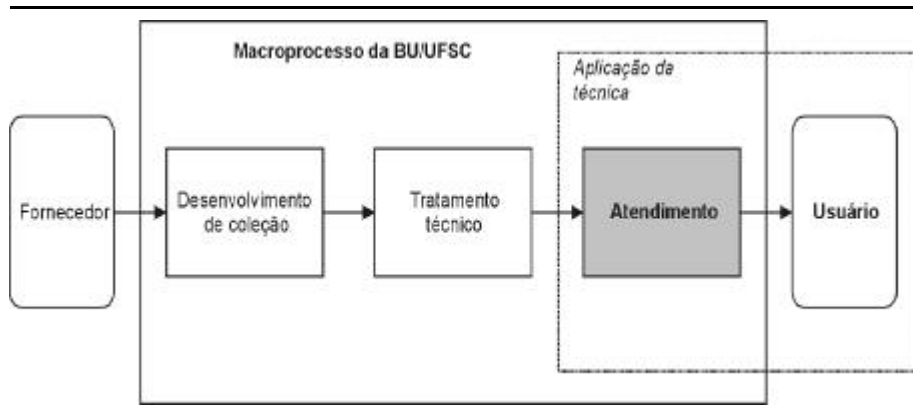 Macroprocesso da BU/UFSC
Aplicação da
técnica
Fornecedor
Desenvolvimento
de coleção
Tratamento
técnico
Atendimento
Usuário